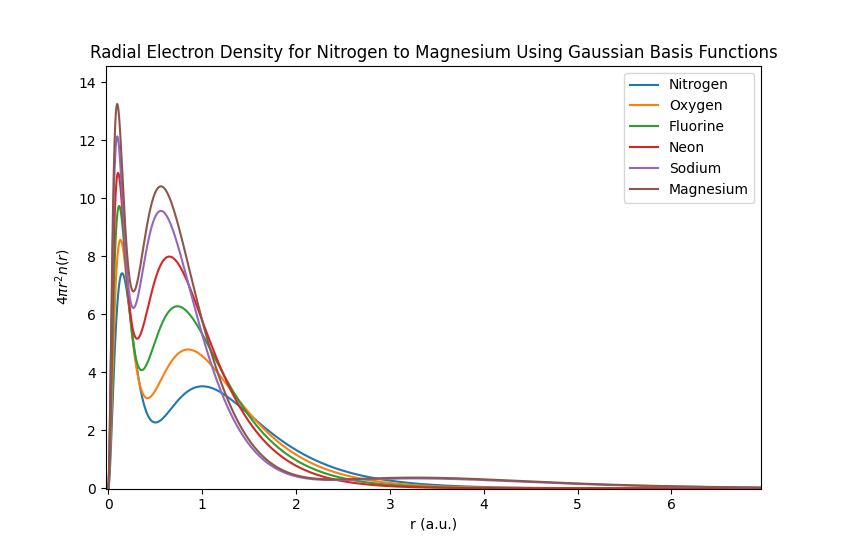 Radial Electron Density for Nitrogen to Magnesium Using Gaussian Basis Functions
14
12
10
8
6
4
2
0
4πr²n(r)
Nitrogen
Oxygen
Fluorine
Neon
Sodium
Magnesium
0 1 2 3 4 5 6
r (a.u.)